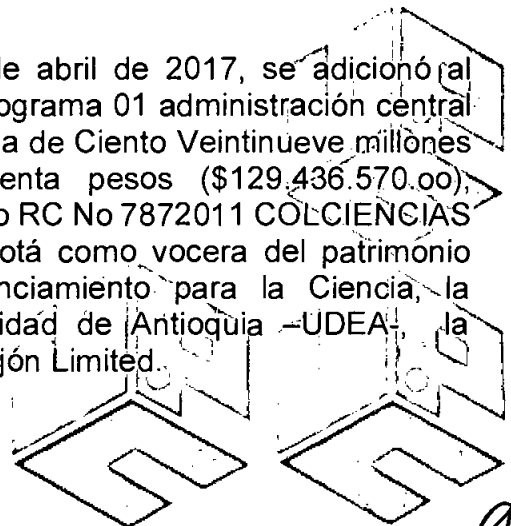 de abril de 2017, se adicionó al
ograma 01 administración central
a de Ciento Veintinueve millones
enta pesos ($129.436.570.oo),
o RC No 7872011 COLCIENCIAS
otá como vocera del patrimonio
nciamiento para la Ciencia, la
idad de Antioquia –UDEA-, la
jón Limited.